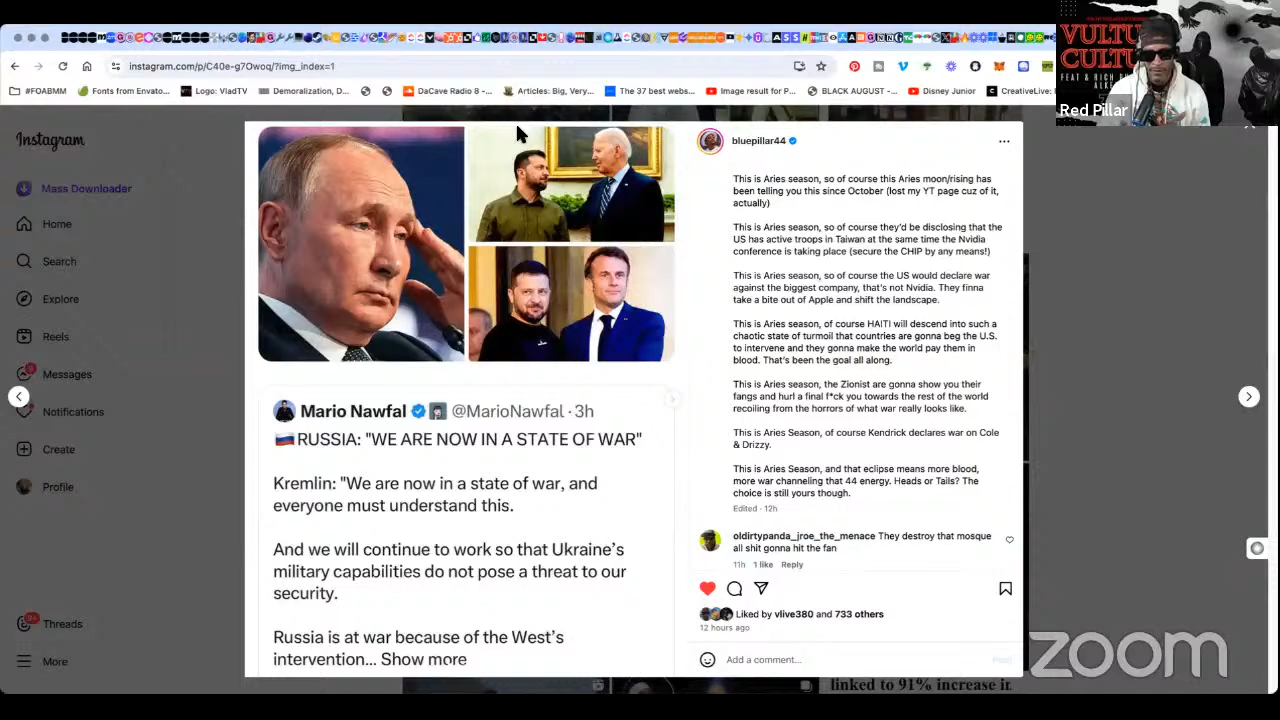 instagram.com/p/C40e-g7Owoq/?img_index=1
#FOABMM
Fonts from Envato...
Logo: VladTV
Demoralization, D...
DaCave Radio 8 -...
Articles: Big, Very...
The 37 best webs...
Image result for P...
BLACK AUGUST -...
Disney Junior
CreativeLive:
VULTU
CULTU
FEAT & RICH
Red Pillar
Instagram
Mass Downloader
Home
Search
Explore
Reels
Messages
Notifications
Create
Profile
9+
Threads
More
Mario Nawfal @MarioNawfal · 3h
RUSSIA: "WE ARE NOW IN A STATE OF WAR"
Kremlin: "We are now in a state of war, and
everyone must understand this.
And we will continue to work so that Ukraine's
military capabilities do not pose a threat to our
security.
Russia is at war because of the West's
intervention... Show more
bluepillar44
This is Aries season, so of course this Aries moon/rising has
been telling you this since October (lost my YT page cuz of it,
actually)
This is Aries season, so of course they'd be disclosing that the
US has active troops in Taiwan at the same time the Nvidia
conference is taking place (secure the CHIP by any means!)
This is Aries season, so of course the US would declare war
against the biggest company, that's not Nvidia. They finna
take a bite out of Apple and shift the landscape.
This is Aries season, of course HAITI will descend into such a
chaotic state of turmoil that countries are gonna beg the U.S.
to intervene and they gonna make the world pay them in
blood. That's been the goal all along.
This is Aries season, the Zionist are gonna show you their
fangs and hurl a final f*ck you towards the rest of the world
recoiling from the horrors of what war really looks like.
This is Aries Season, of course Kendrick declares war on Cole
& Drizzy.
This is Aries Season, and that eclipse means more blood,
more war channeling that 44 energy. Heads or Tails? The
choice is still yours though.
Edited · 12h
oldirtypanda_jroe_the_menace They destroy that mosque
all shit gonna hit the fan
11h 1 like Reply
Liked by vlive380 and 733 others
12 hours ago
Add a comment...
Post
zoom
linked to 91% increase in